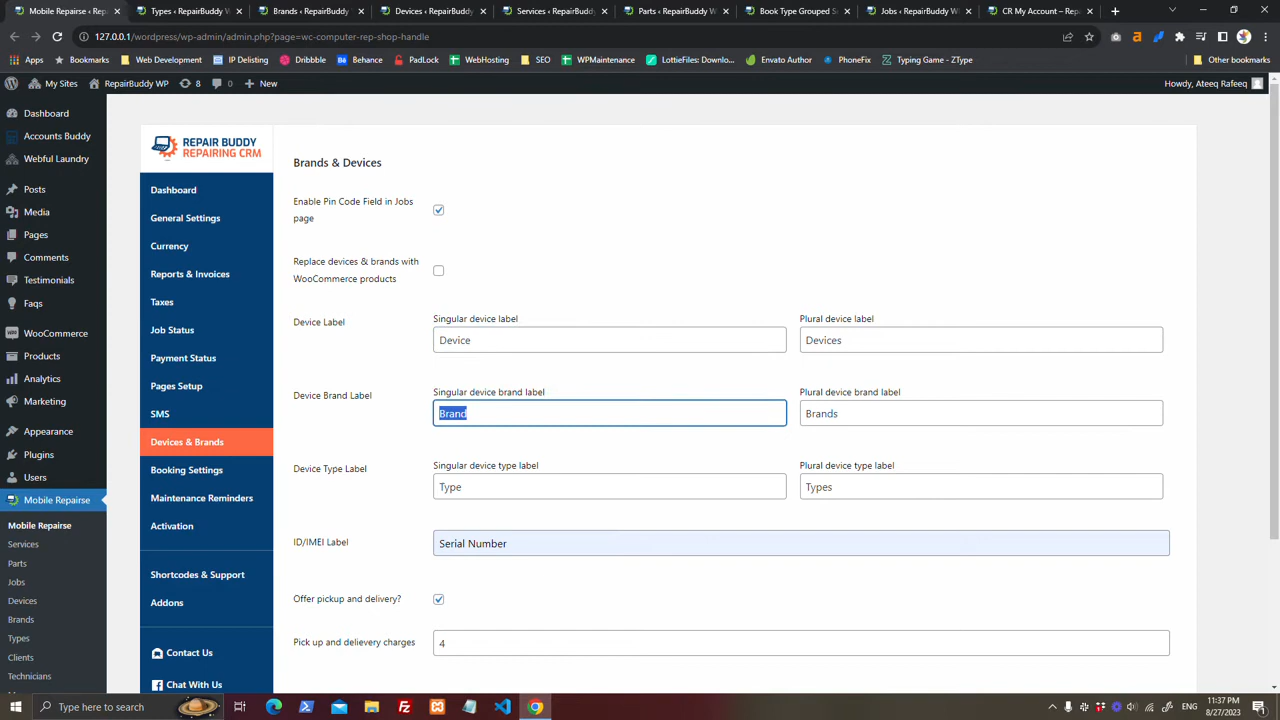 Mobile Repairse ‹ R
Types ‹ RepairBuddy W
Brands ‹ RepairBuddy
Devices ‹ RepairBuddy
Services ‹ RepairBuddy
Parts ‹ RepairBuddy W
Book Type Grouped S
Jobs ‹ RepairBuddy W
CR My Account – Rep
127.0.0.1/wordpress/wp-admin/admin.php?page=wc-computer-rep-shop-handle
Apps
Bookmarks
Web Development
IP Delisting
Dribbble
Behance
PadLock
WebHosting
SEO
WPMaintenance
LottieFiles: Downlo...
Envato Author
PhoneFix
Typing Game - ZType
Other bookmarks
My Sites
RepairBuddy WP
8
0
New
Howdy, Ateeq Rafeeq
Dashboard
Accounts Buddy
Webful Laundry
Posts
Media
Pages
Comments
Testimonials
Faqs
WooCommerce
Products
Analytics
Marketing
Appearance
Plugins
Users
Mobile Repairse
Mobile Repairse
Services
Parts
Jobs
Devices
Brands
Types
Clients
Technicians
REPAIR BUDDY
REPAIRING CRM
Dashboard
General Settings
Currency
Reports & Invoices
Taxes
Job Status
Payment Status
Pages Setup
SMS
Devices & Brands
Booking Settings
Maintenance Reminders
Activation
Shortcodes & Support
Addons
Contact Us
Chat With Us
Brands & Devices
Enable Pin Code Field in Jobs
page
Replace devices & brands with
WooCommerce products
Device Label
Singular device label
Device
Plural device label
Devices
Device Brand Label
Singular device brand label
Brand
Plural device brand label
Brands
Device Type Label
Singular device type label
Type
Plural device type label
Types
ID/IMEI Label
Serial Number
Offer pickup and delivery?
Pick up and delievery charges
4
Type here to search
11:37 PM
8/27/2023
1